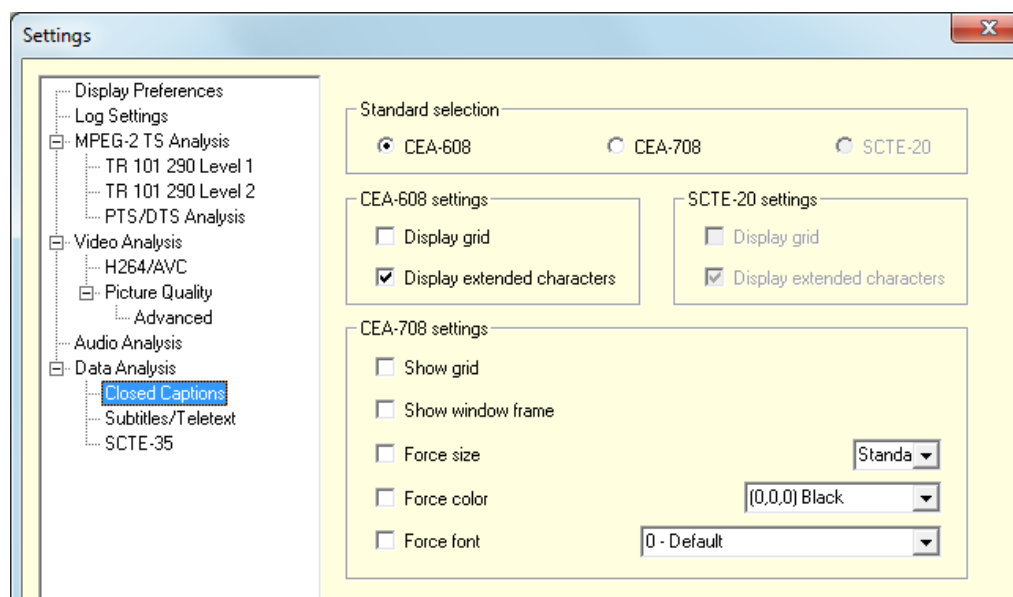 Settings
Display Preferences
Log Settings
MPEG-2 TS Analysis
TR 101 290 Level 1
TR 101 290 Level 2
PTS/DTS Analysis
Video Analysis
H264/AVC
Picture Quality
Advanced
Audio Analysis
Data Analysis
Closed Captions
Subtitles/Teletext
SCTE-35
Standard selection
CEA-608 CEA-708 SCTE-20
CEA-608 settings
Display grid
Display extended characters
SCTE-20 settings
Display grid
Display extended characters
CEA-708 settings
Show grid
Show window frame
Force size Standa
Force color (0,0,0) Black
Force font 0 - Default